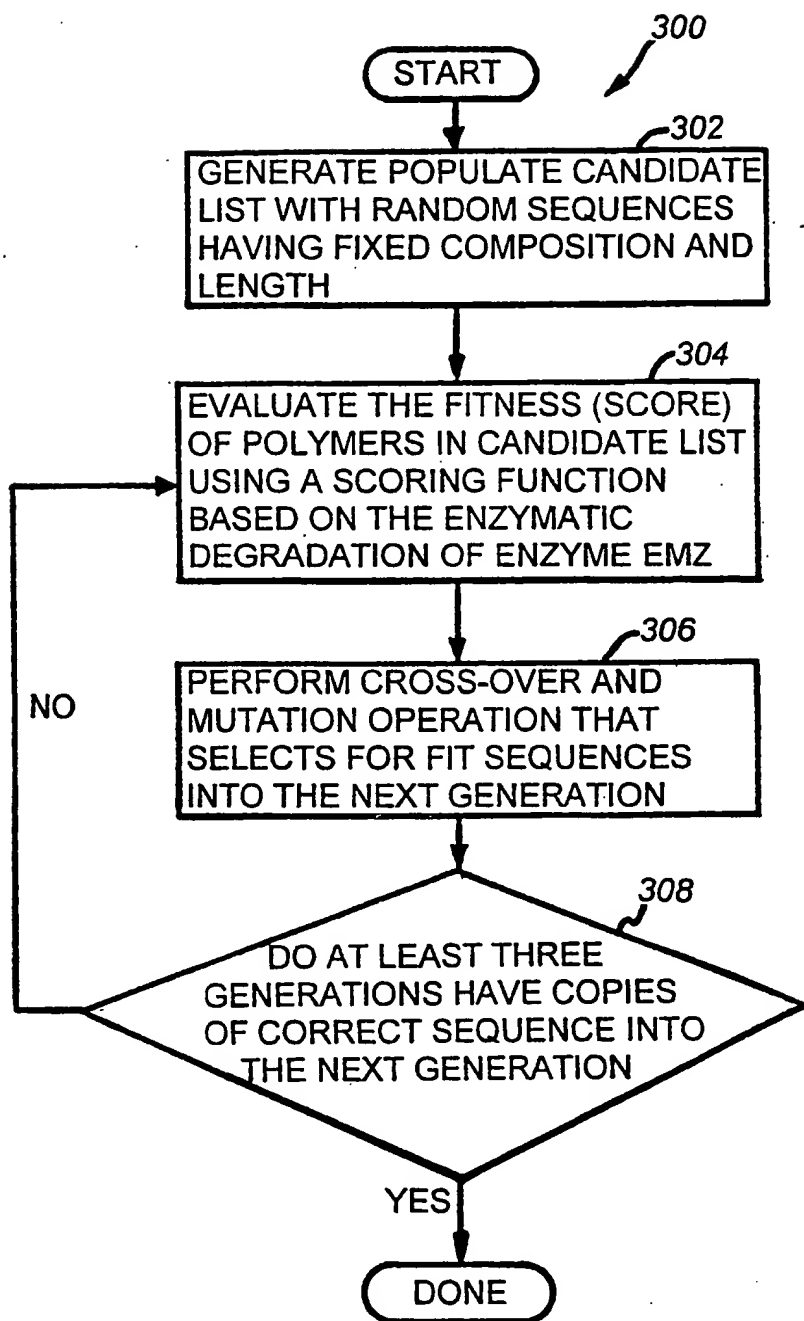 300
START
302
GENERATE POPULATE CANDIDATE
LIST WITH RANDOM SEQUENCES
HAVING FIXED COMPOSITION AND
LENGTH
304
EVALUATE THE FITNESS (SCORE)
OF POLYMERS IN CANDIDATE LIST
USING A SCORING FUNCTION
BASED ON THE ENZYMATIC
DEGRADATION OF ENZYME EMZ
306
PERFORM CROSS-OVER AND
MUTATION OPERATION THAT
SELECTS FOR FIT SEQUENCES
INTO THE NEXT GENERATION
NO
308
DO AT LEAST THREE
GENERATIONS HAVE COPIES
OF CORRECT SEQUENCE INTO
THE NEXT GENERATION
YES
DONE